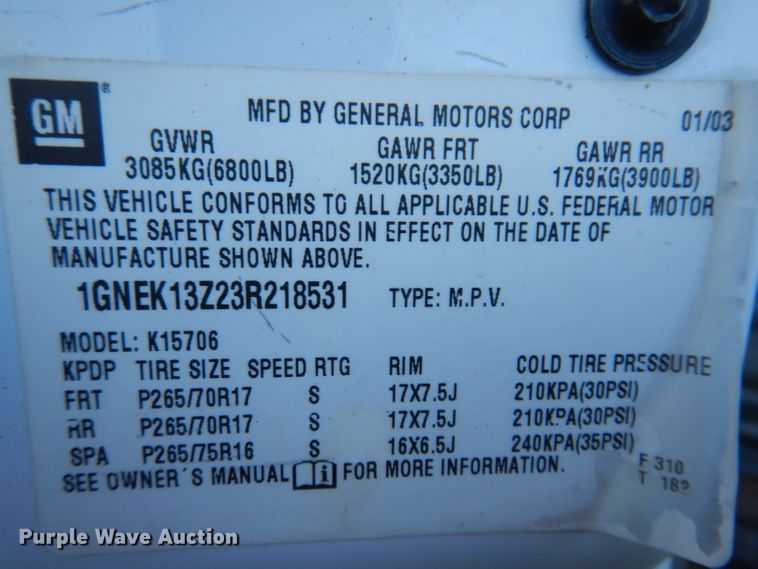 GM®
MFD BY GENERAL MOTORS CORP 01/03
GVWR GAWR FRT GAWR RR
3085KG(6800LB) 1520KG(3350LB) 1769KG(3900LB)
THIS VEHICLE CONFORMS TO ALL APPLICABLE U.S. FEDERAL MOTOR
VEHICLE SAFETY STANDARDS IN EFFECT ON THE DATE OF
MANUFACTURE SHOWN ABOVE.
1GNEK13Z23R218531 TYPE: M.P.V.
MODEL: K15706
KPDP TIRE SIZE SPEED RTG RIM COLD TIRE PRESSURE
FRT P265/70R17 S 17X7.5J 210KPA(30PSI)
RR P265/70R17 S 17X7.5J 210KPA(30PSI)
SPA P265/75R16 S 16X6.5J 240KPA(35PSI)
SEE OWNER'S MANUAL FOR MORE INFORMATION.
F 310
T 189
Purple Wave Auction